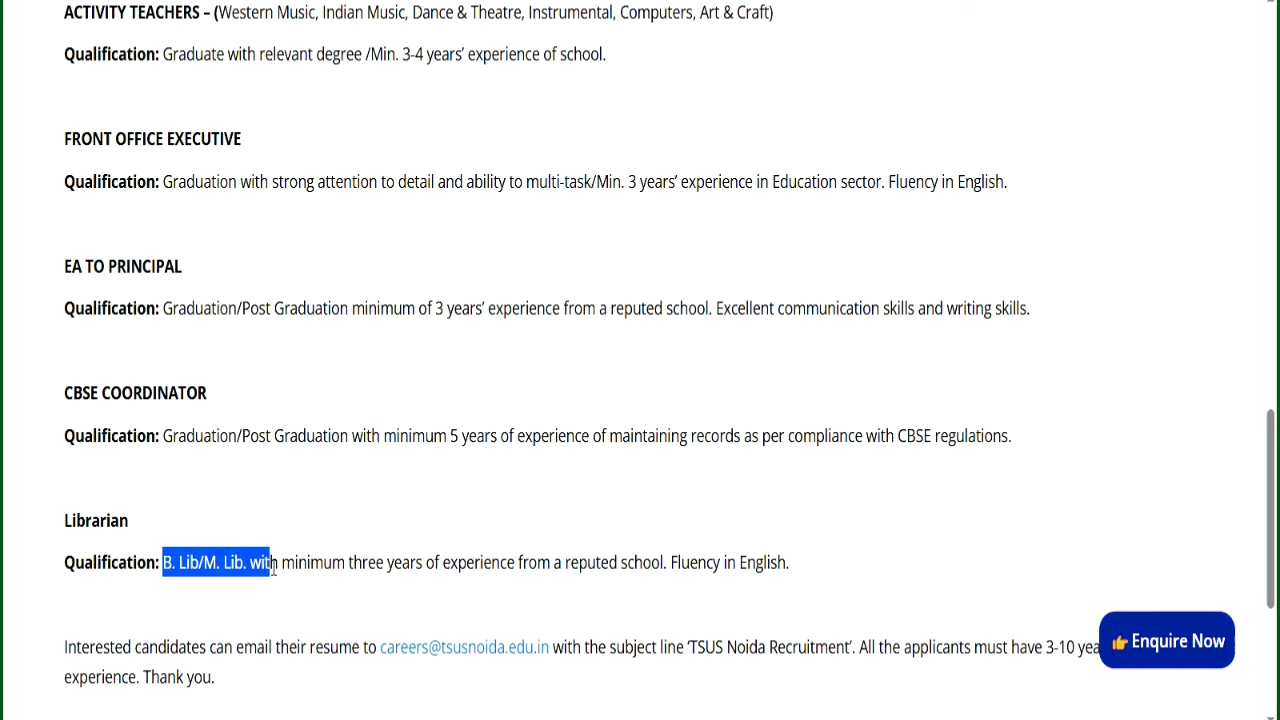 ACTIVITY TEACHERS – (Western Music, Indian Music, Dance & Theatre, Instrumental, Computers, Art & Craft)
Qualification: Graduate with relevant degree /Min. 3-4 years’ experience of school.
FRONT OFFICE EXECUTIVE
Qualification: Graduation with strong attention to detail and ability to multi-task/Min. 3 years’ experience in Education sector. Fluency in English.
EA TO PRINCIPAL
Qualification: Graduation/Post Graduation minimum of 3 years’ experience from a reputed school. Excellent communication skills and writing skills.
CBSE COORDINATOR
Qualification: Graduation/Post Graduation with minimum 5 years of experience of maintaining records as per compliance with CBSE regulations.
Librarian
Qualification: B. Lib/M. Lib. with minimum three years of experience from a reputed school. Fluency in English.
Interested candidates can email their resume to careers@tsusnoida.edu.in with the subject line ‘TSUS Noida Recruitment’. All the applicants must have 3-10
experience. Thank you.
Enquire Now